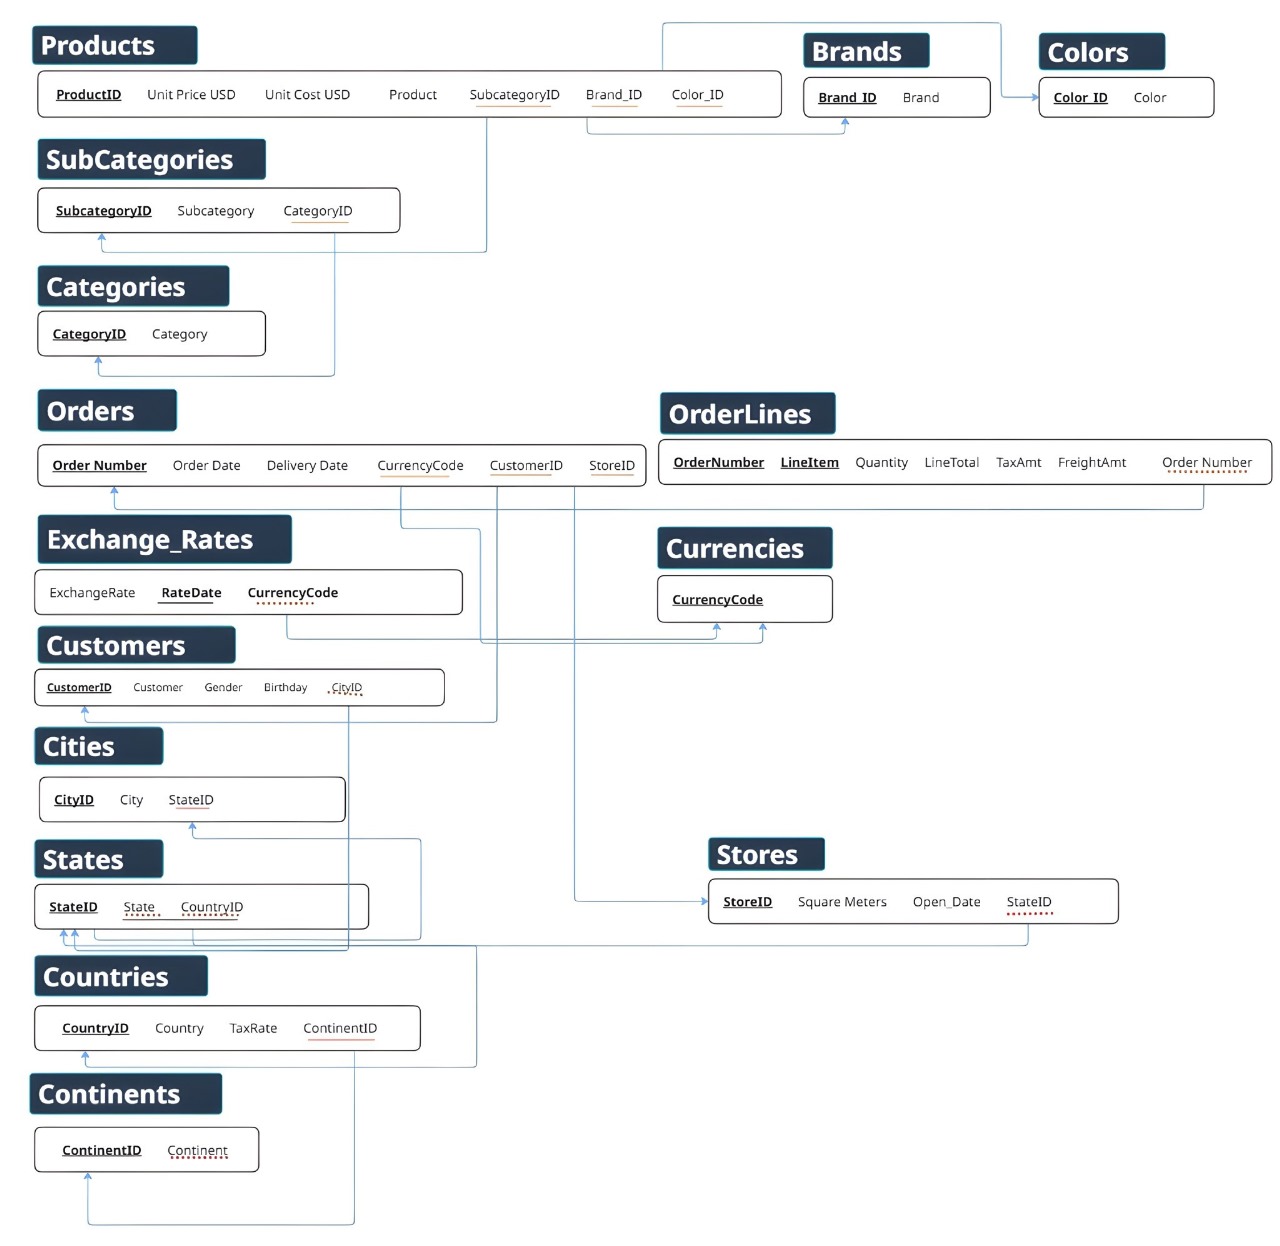 Products
Brands
Colors
ProductID Unit Price USD Unit Cost USD Product SubcategoryID Brand_ID Color_ID
Brand_ID Brand
Color_ID Color
SubCategories
SubcategoryID Subcategory CategoryID
Categories
CategoryID Category
Orders
OrderLines
Order Number Order Date Delivery Date CurrencyCode CustomerID StoreID
OrderNumber LineItem Quantity LineTotal TaxAmt FreightAmt Order Number
Exchange_Rates
Currencies
ExchangeRate RateDate CurrencyCode
CurrencyCode
Customers
CustomerID Customer Gender Birthday CityID
Cities
CityID City StateID
States
Stores
StateID State CountryID
StoreID Square Meters Open_Date StateID
Countries
CountryID Country TaxRate ContinentID
Continents
ContinentID Continent